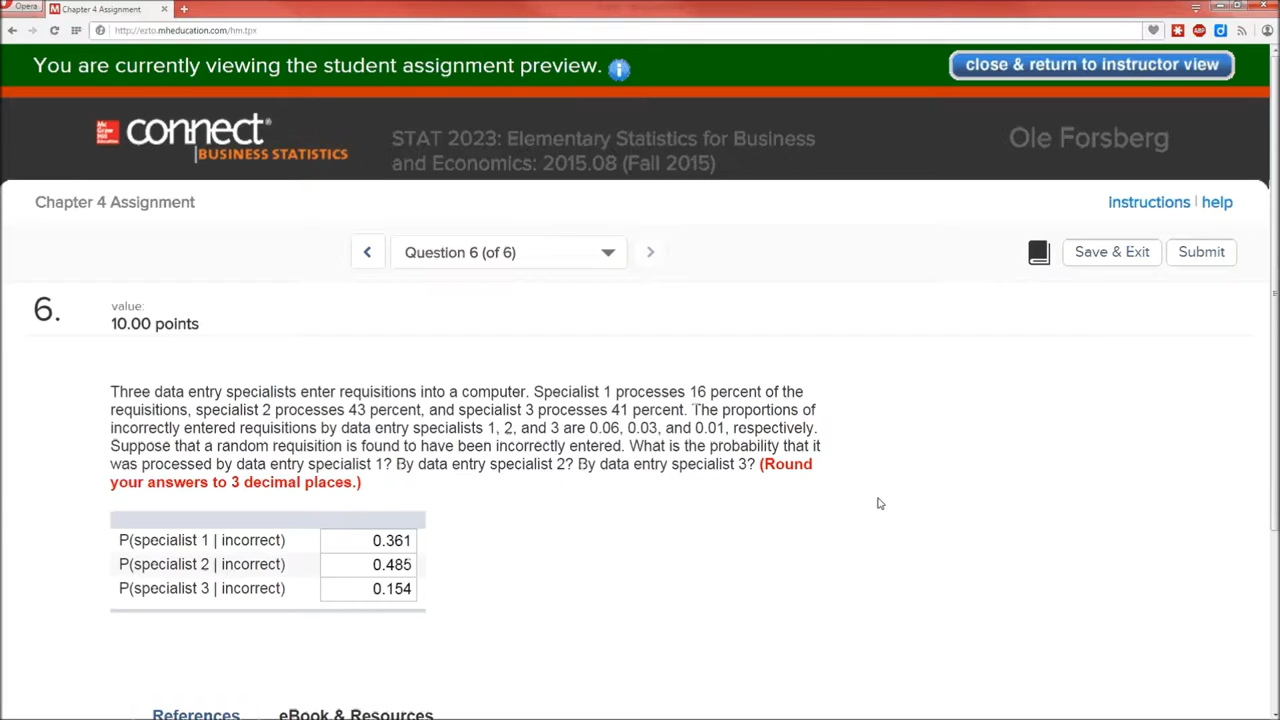 Opera
Chapter 4 Assignment
http://ezto.mheducation.com/hm.tpx
You are currently viewing the student assignment preview.
close & return to instructor view
Mc
Graw
Hill
Education
connect®
BUSINESS STATISTICS
STAT 2023: Elementary Statistics for Business
and Economics: 2015.08 (Fall 2015)
Ole Forsberg
Chapter 4 Assignment
instructions | help
Question 6 (of 6)
Save & Exit
Submit
6.
value:
10.00 points
Three data entry specialists enter requisitions into a computer. Specialist 1 processes 16 percent of the
requisitions, specialist 2 processes 43 percent, and specialist 3 processes 41 percent. The proportions of
incorrectly entered requisitions by data entry specialists 1, 2, and 3 are 0.06, 0.03, and 0.01, respectively.
Suppose that a random requisition is found to have been incorrectly entered. What is the probability that it
was processed by data entry specialist 1? By data entry specialist 2? By data entry specialist 3? (Round
your answers to 3 decimal places.)
P(specialist 1 | incorrect) 0.361
P(specialist 2 | incorrect) 0.485
P(specialist 3 | incorrect) 0.154
References eBook & Resources